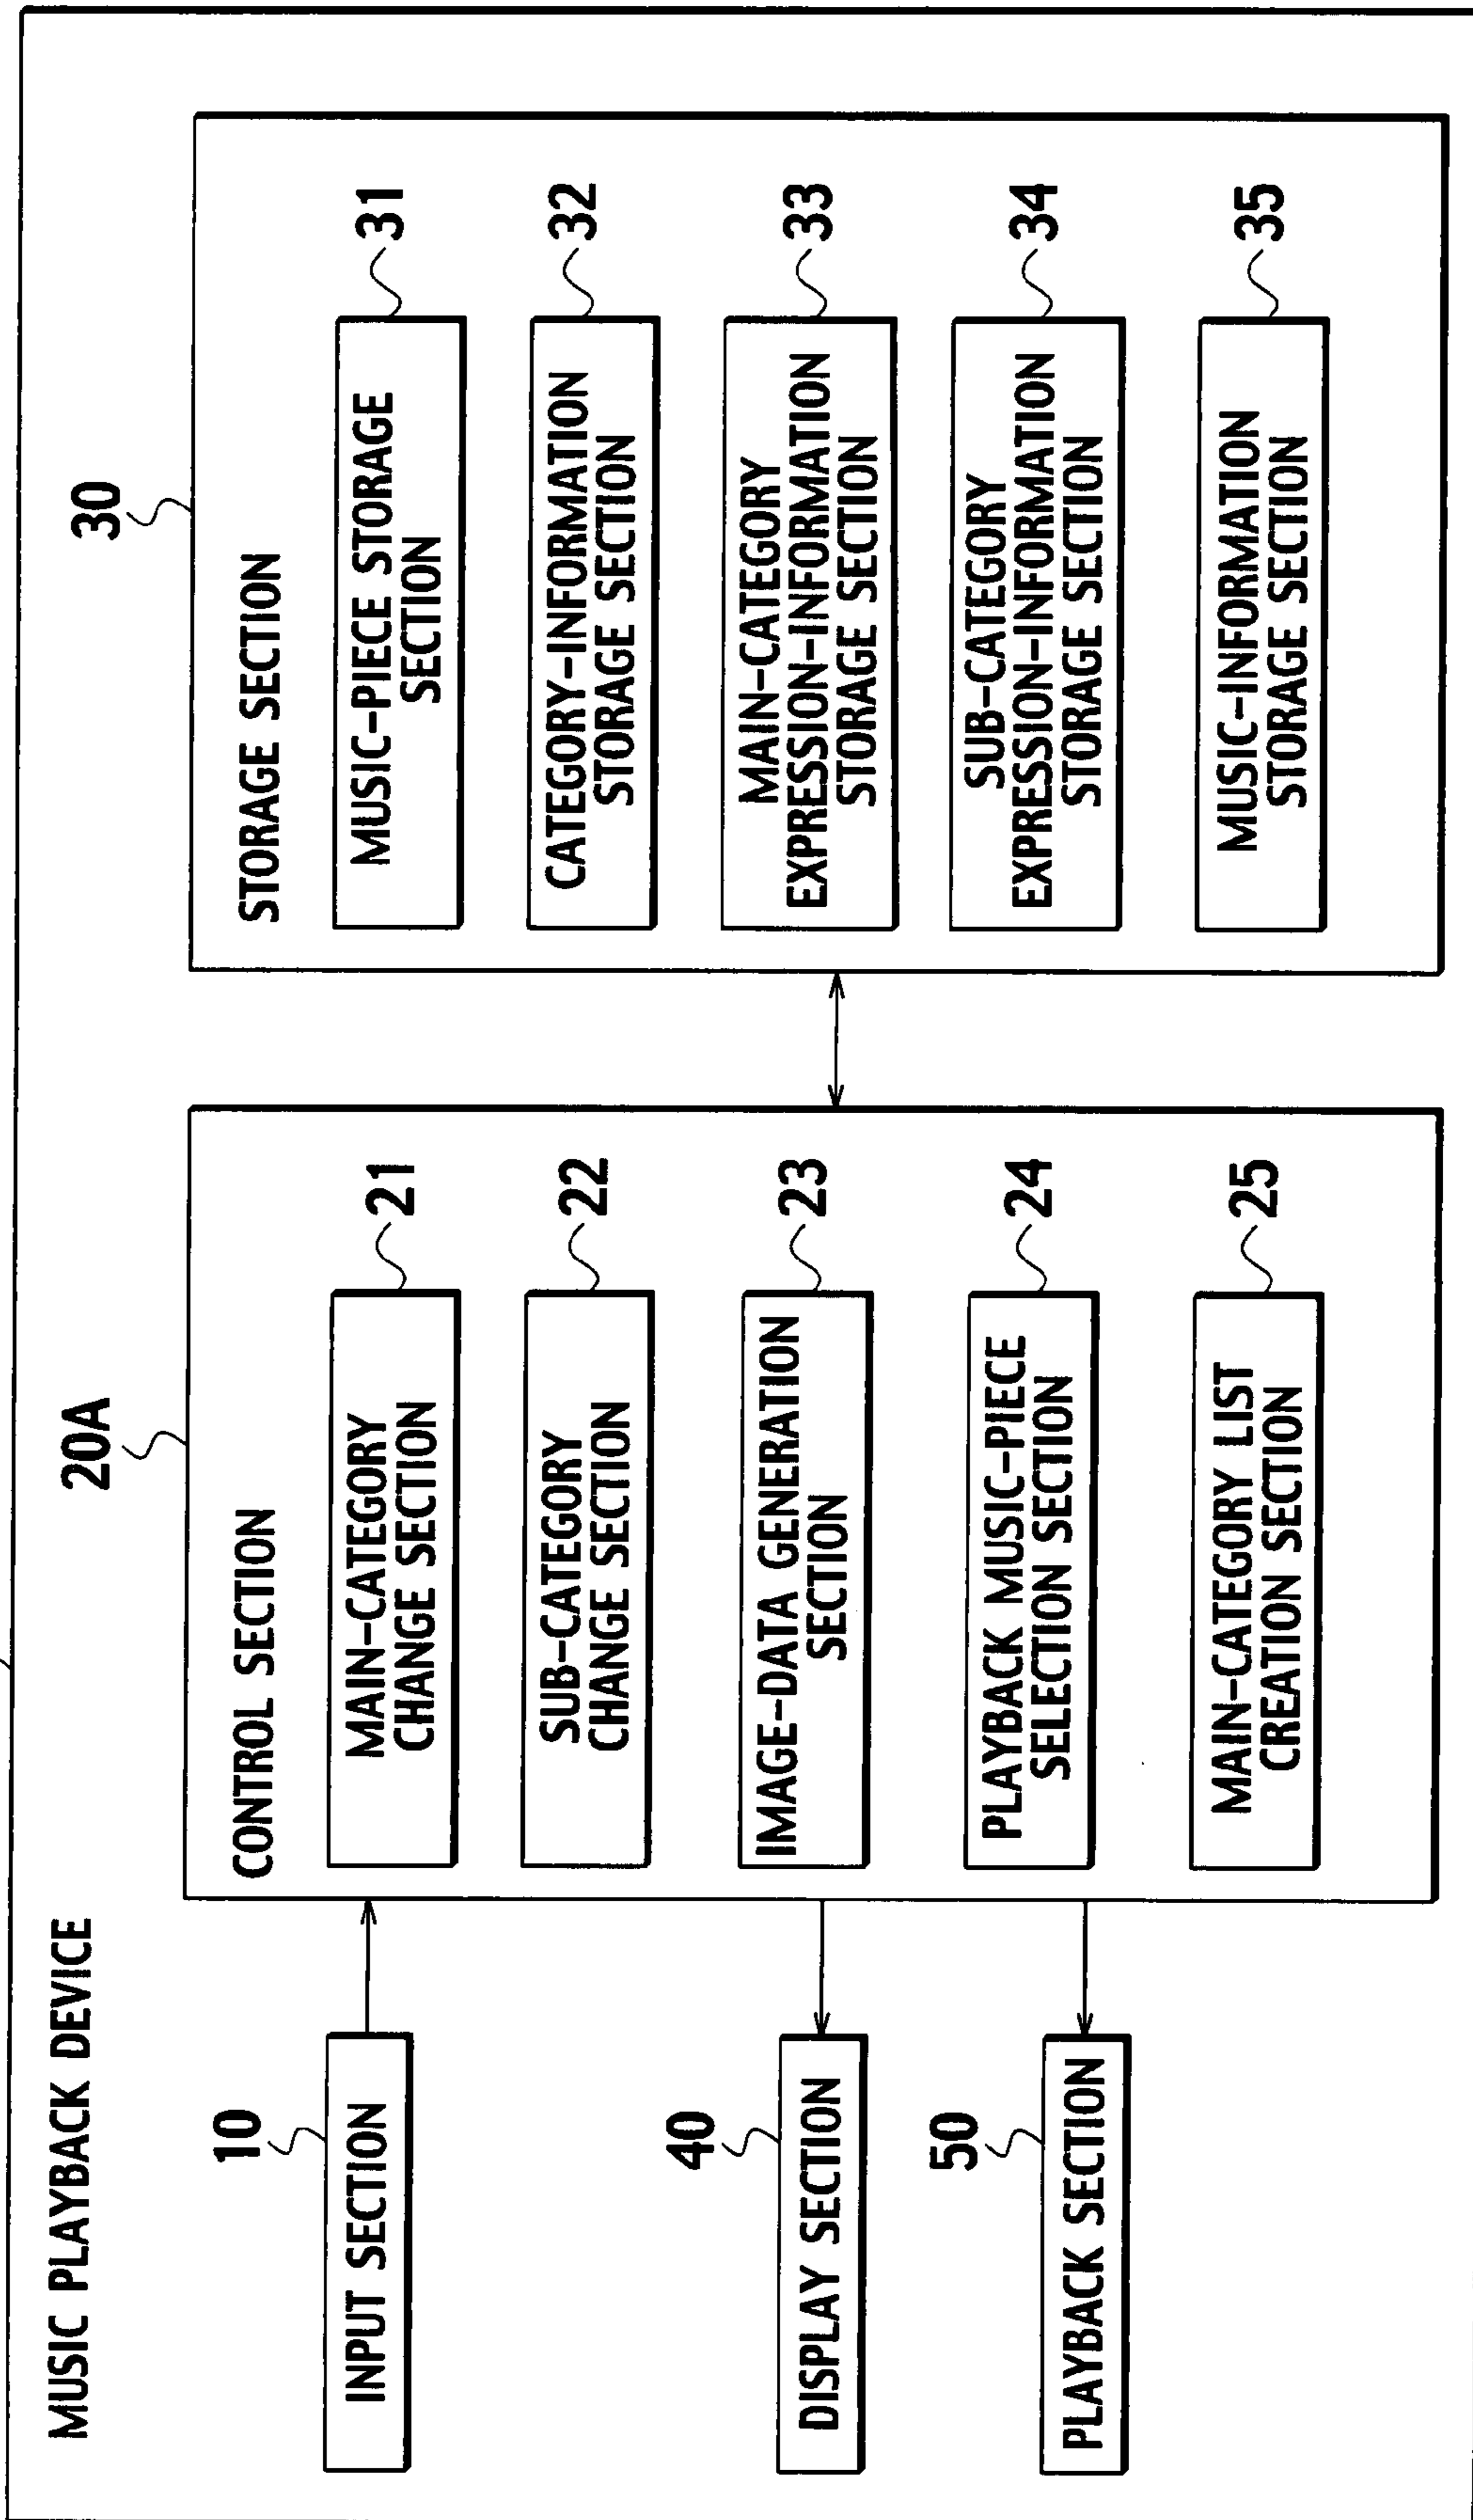 MUSIC PLAYBACK DEVICE
10
INPUT SECTION
40
DISPLAY SECTION
50
PLAYBACK SECTION
20A
CONTROL SECTION
MAIN-CATEGORY
CHANGE SECTION
21
SUB-CATEGORY
CHANGE SECTION
22
IMAGE-DATA GENERATION
SECTION
23
PLAYBACK MUSIC-PIECE
SELECTION SECTION
24
MAIN-CATEGORY LIST
CREATION SECTION
25
30
STORAGE SECTION
MUSIC-PIECE STORAGE
SECTION
31
CATEGORY-INFORMATION
STORAGE SECTION
32
MAIN-CATEGORY
EXPRESSION-INFORMATION
STORAGE SECTION
33
SUB-CATEGORY
EXPRESSION-INFORMATION
STORAGE SECTION
34
MUSIC-INFORMATION
STORAGE SECTION
35